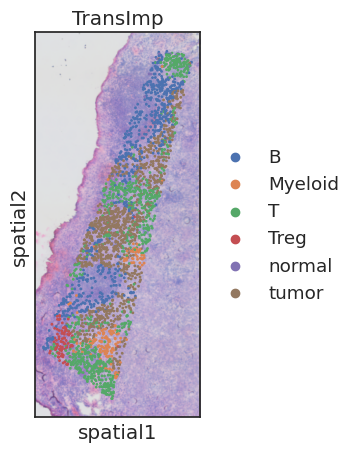 TransImp
spatial2
B
Myeloid
T
Treg
normal
tumor
spatial1